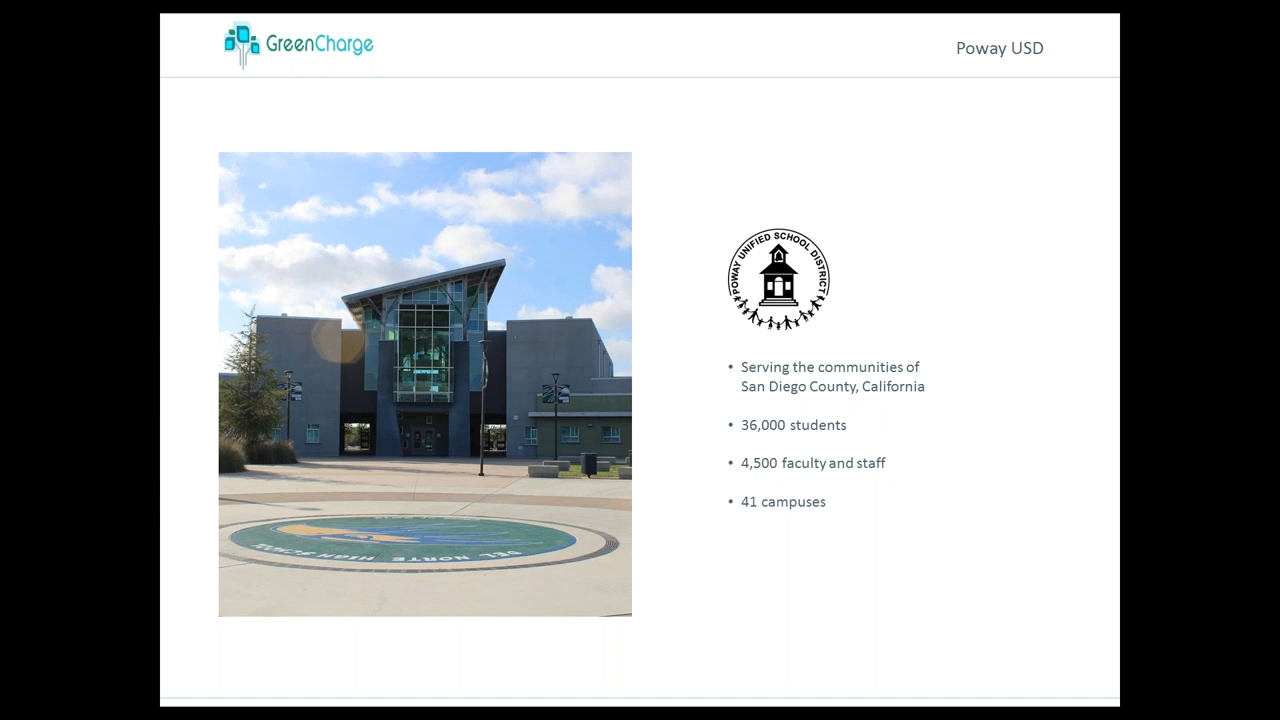 GreenCharge
Poway USD
POWAY UNIFIED SCHOOL DISTRICT
• Serving the communities of
San Diego County, California
• 36,000 students
• 4,500 faculty and staff
• 41 campuses
DEL NORTE HIGH SCHOOL